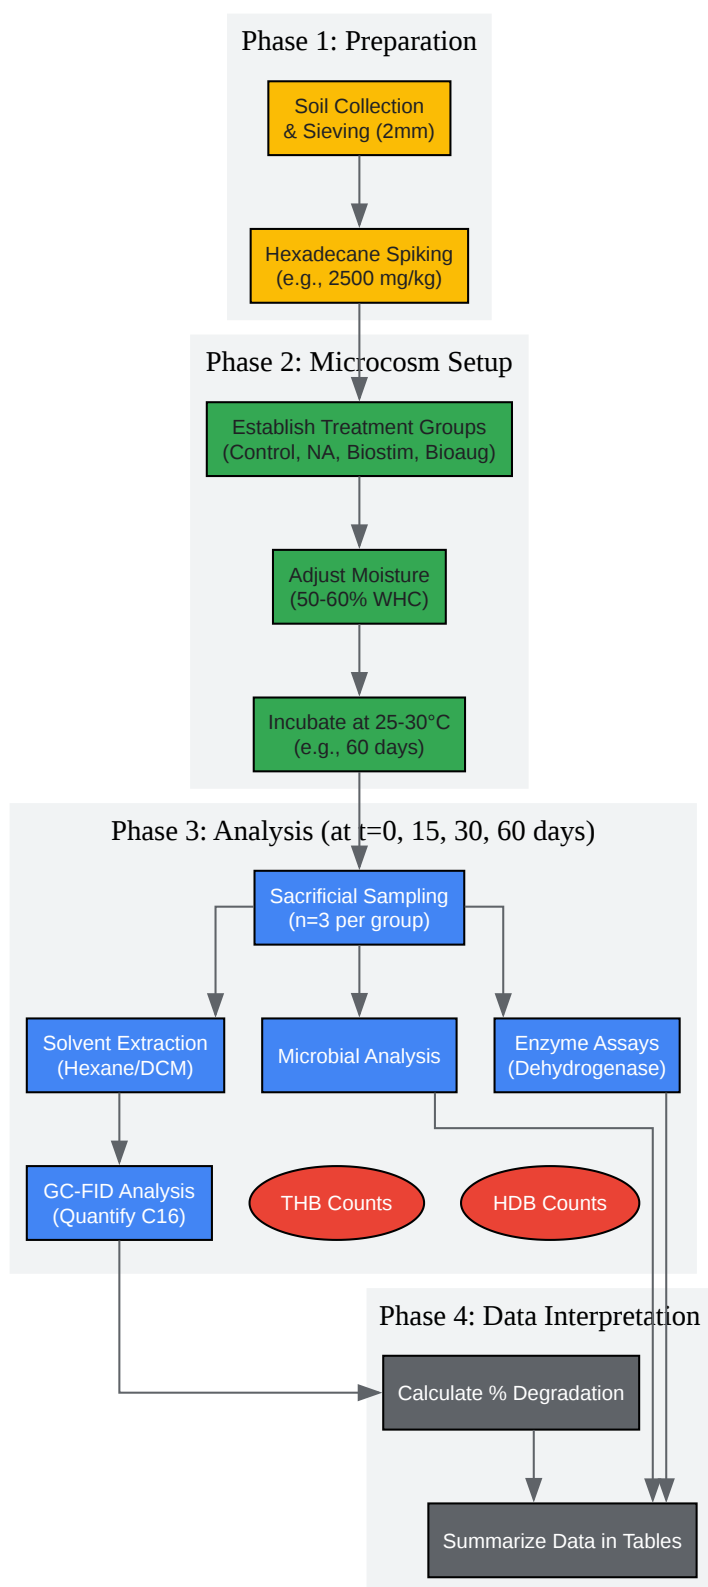 Phase 1: Preparation
Soil Collection
& Sieving (2mm)
Hexadecane Spiking
(e.g., 2500 mg/kg)
Phase 2: Microcosm Setup
Establish Treatment Groups
(Control, NA, Biostim, Bioaug)
Adjust Moisture
(50-60% WHC)
Incubate at 25-30°C
(e.g., 60 days)
Phase 3: Analysis (at t=0, 15, 30, 60 days)
Sacrificial Sampling
(n=3 per group)
Solvent Extraction
(Hexane/DCM)
Microbial Analysis
Enzyme Assays
(Dehydrogenase)
GC-FID Analysis
(Quantify C16)
THB Counts
HDB Counts
Phase 4: Data Interpretation
Calculate % Degradation
Summarize Data in Tables